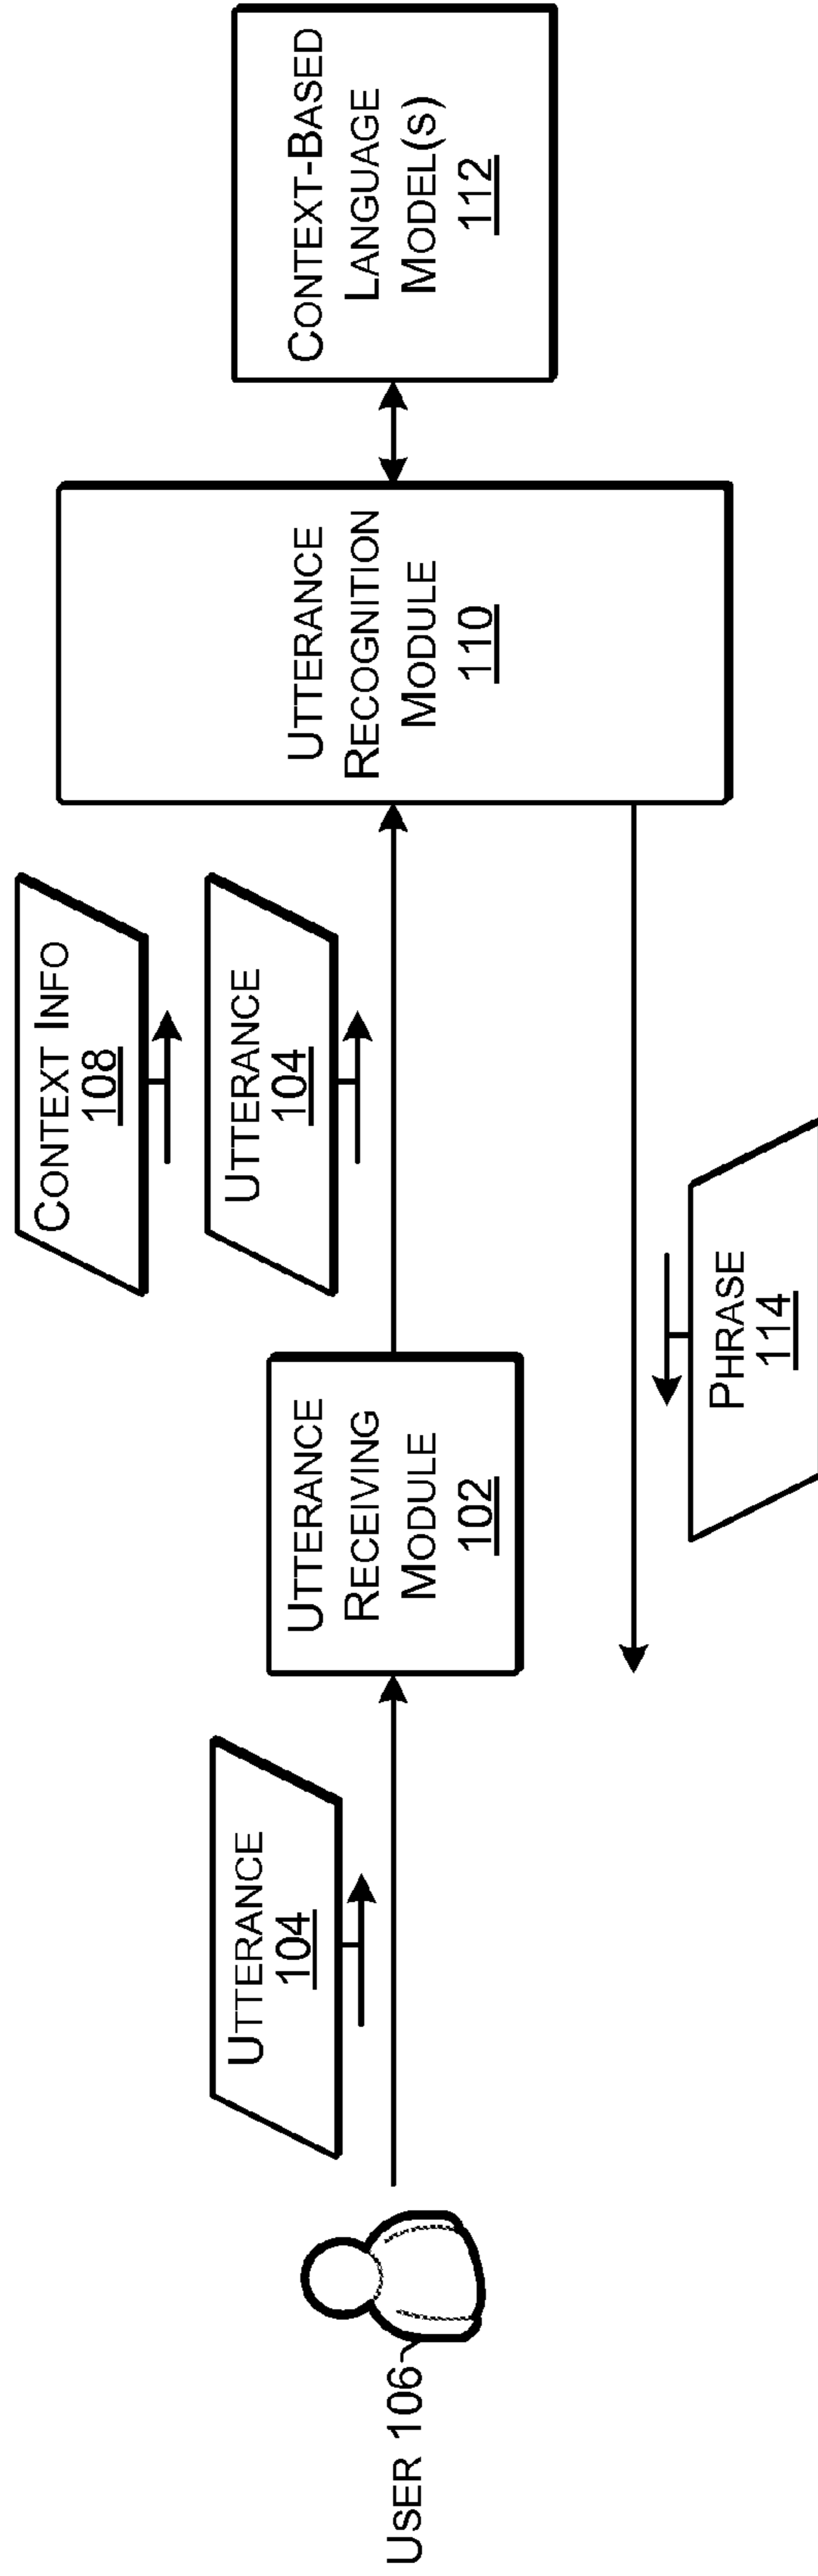 USER 106
UTTERANCE
104
UTTERANCE
RECEIVING
MODULE
102
CONTEXT INFO
108
UTTERANCE
104
PHRASE
114
UTTERANCE
RECOGNITION
MODULE
110
CONTEXT-BASED
LANGUAGE
MODEL(S)
112